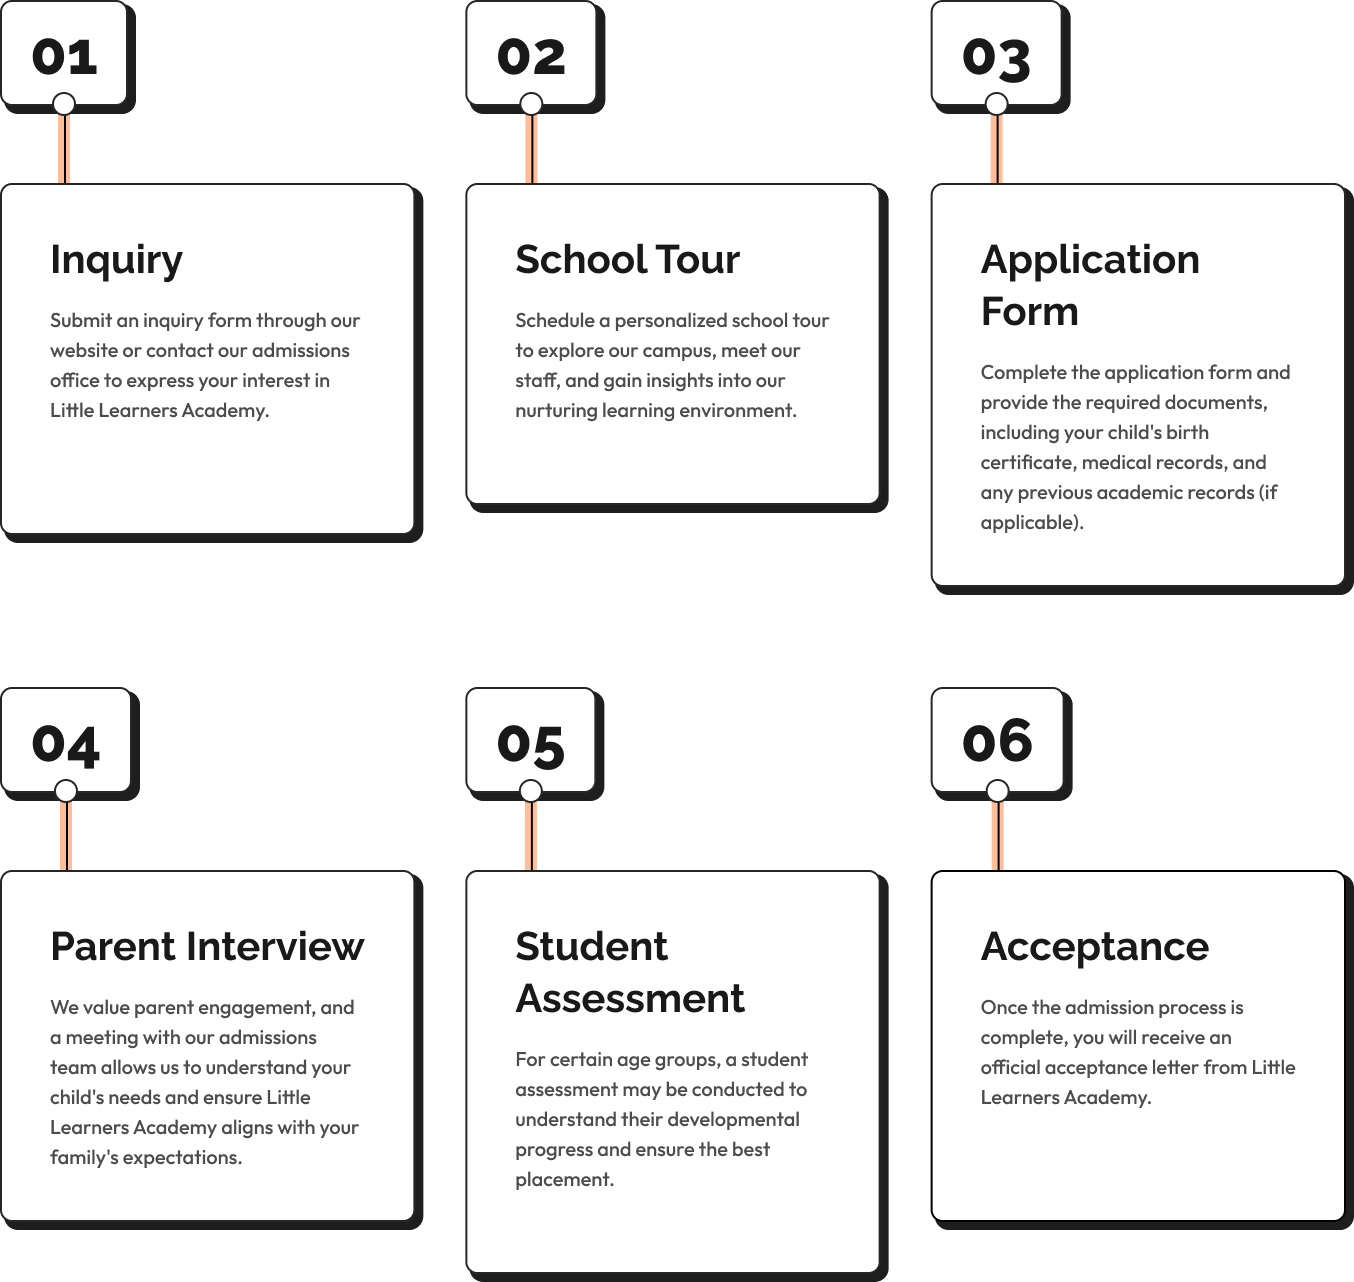 01
Inquiry
Submit an inquiry form through our
website or contact our admissions
office to express your interest in
Little Learners Academy.
02
School Tour
Schedule a personalized school tour
to explore our campus, meet our
staff, and gain insights into our
nurturing learning environment.
03
Application
Form
Complete the application form and
provide the required documents,
including your child's birth
certificate, medical records, and
any previous academic records (if
applicable).
04
Parent Interview
We value parent engagement, and
a meeting with our admissions
team allows us to understand your
child's needs and ensure Little
Learners Academy aligns with your
family's expectations.
05
Student
Assessment
For certain age groups, a student
assessment may be conducted to
understand their developmental
progress and ensure the best
placement.
06
Acceptance
Once the admission process is
complete, you will receive an
official acceptance letter from Little
Learners Academy.